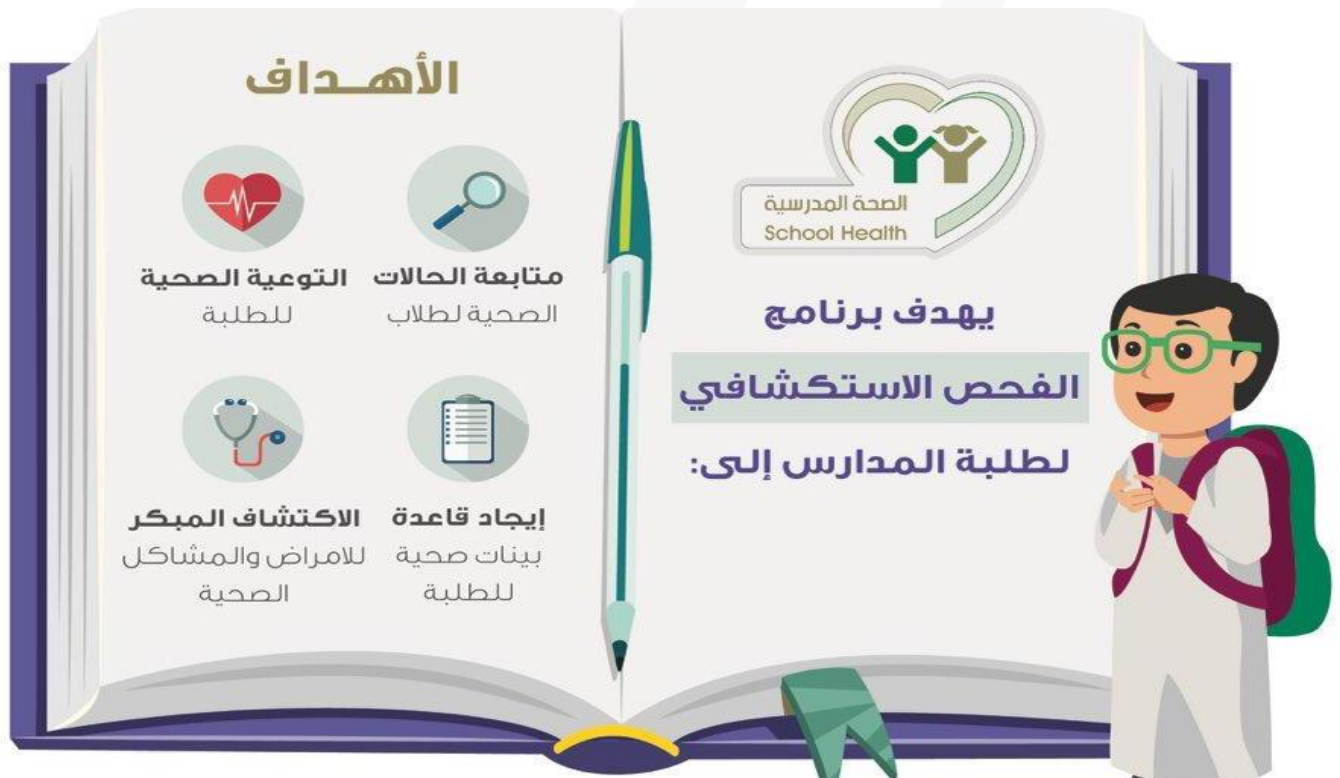 الصحة المدرسية
School Health
يهدف برنامج
الفحص الاستكشافي
لطلبة المدارس إلى:
الأهـداف
متابعة الحالات
الصحية لطلاب
التوعية الصحية
للطلبة
إيجاد قاعدة
بينات صحية
للطلبة
الاكتشاف المبكر
للامراض والمشاكل
الصحية